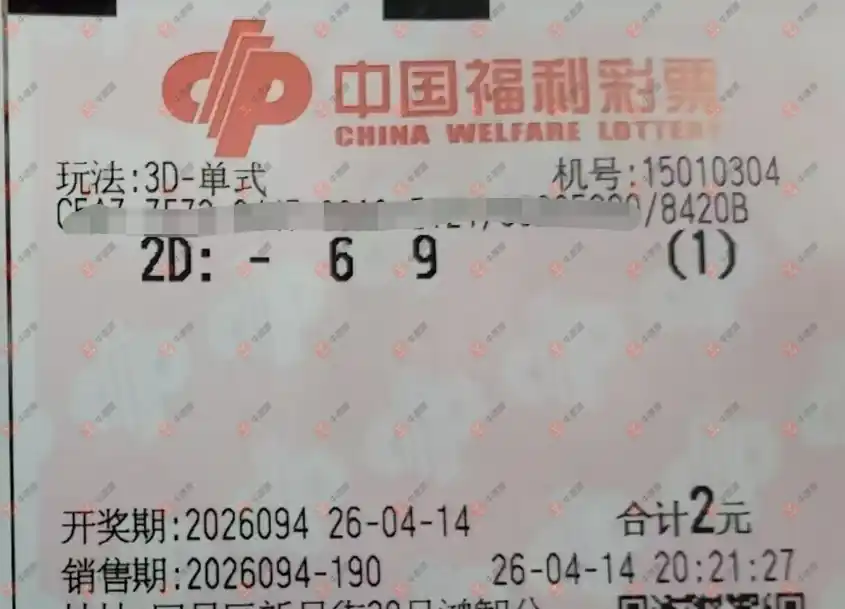 中国福利彩票
CHINA WELFARE LOTTERY
玩法:3D-单式
机号:15010304
/8420B
2D: - 6 9 (1)
开奖期:2026094 26-04-14
合计2元
销售期:2026094-190
26-04-14 20:21:27